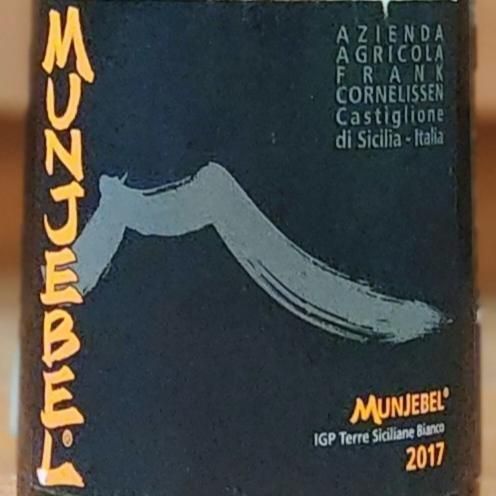 MUNJEBEL®
AZIENDA
AGRICOLA
FRANK
CORNELISSEN
Castiglione
di Sicilia - Italia
MUNJEBEL®
IGP Terre Siciliane Bianco
2017